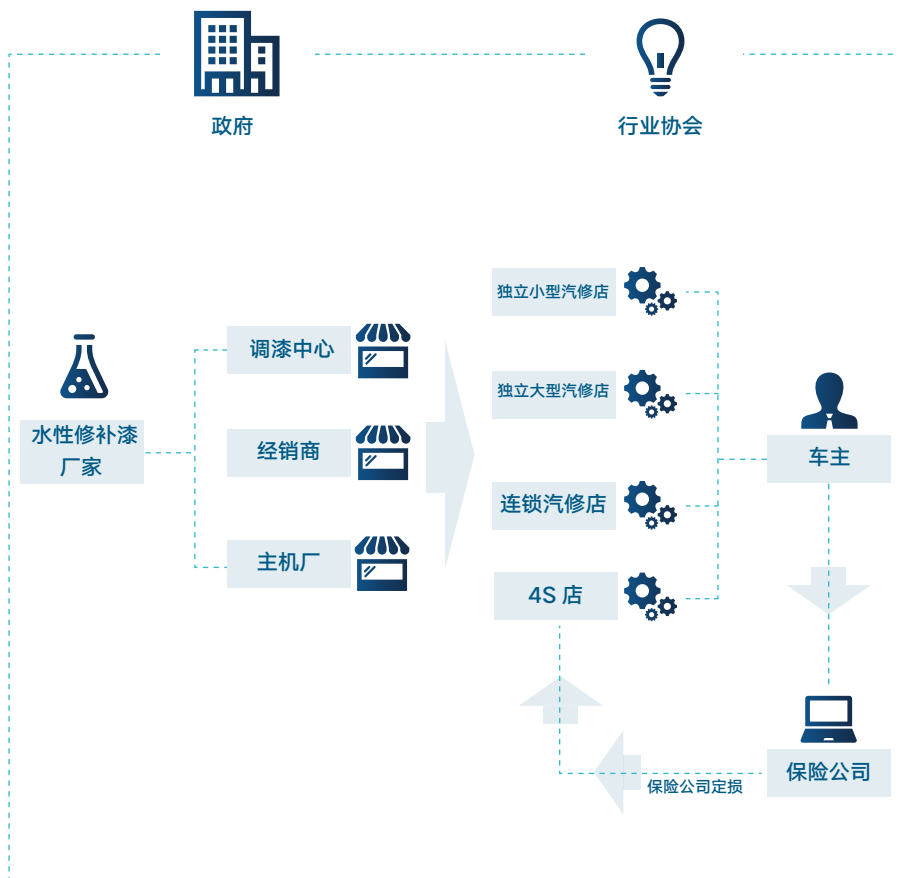 政府
行业协会
独立小型汽修店
调漆中心
独立大型汽修店
水性修补漆
厂家
经销商
车主
连锁汽修店
主机厂
4S 店
保险公司
保险公司定损